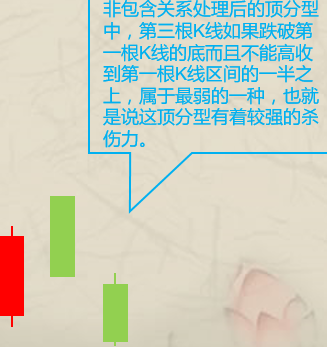 非包含关系处理后的顶分型
中，第三根K线如果跌破第
一根K线的底而且不能高收
到第一根K线区间的一半之
上，属于最弱的一种，也就
是说这顶分型有着较强的杀
伤力。